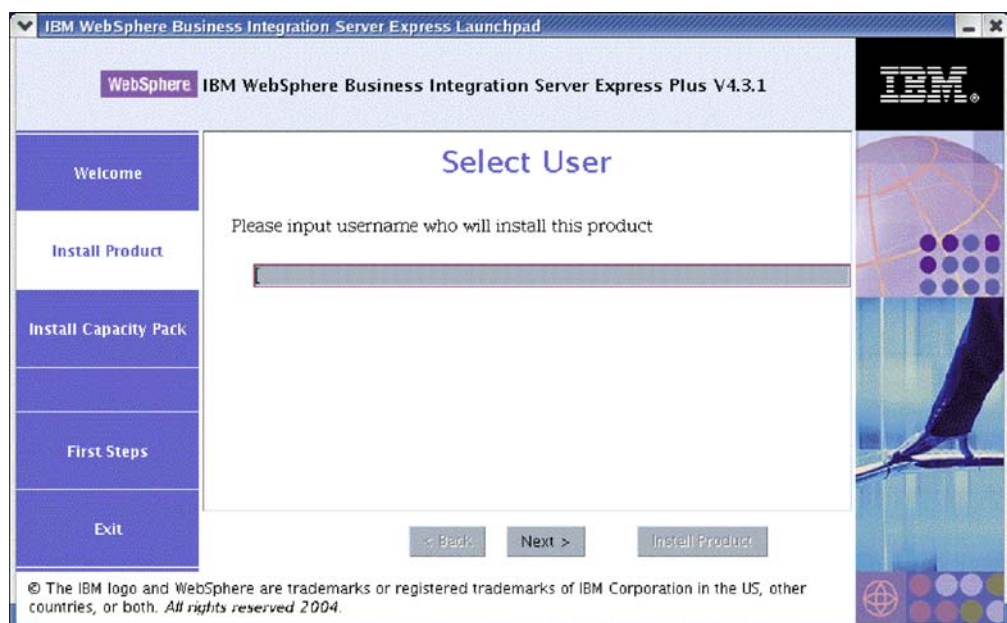 IBM WebSphere Business Integration Server Express Launchpad
WebSphere. IBM WebSphere Business Integration Server Express Plus V4.3.1
IBM®
Welcome
Install Product
Install Capacity Pack
First Steps
Exit
Select User
Please input username who will install this product
< Back
Next >
Install Product
© The IBM logo and WebSphere are trademarks or registered trademarks of IBM Corporation in the US, other
countries, or both. All rights reserved 2004.